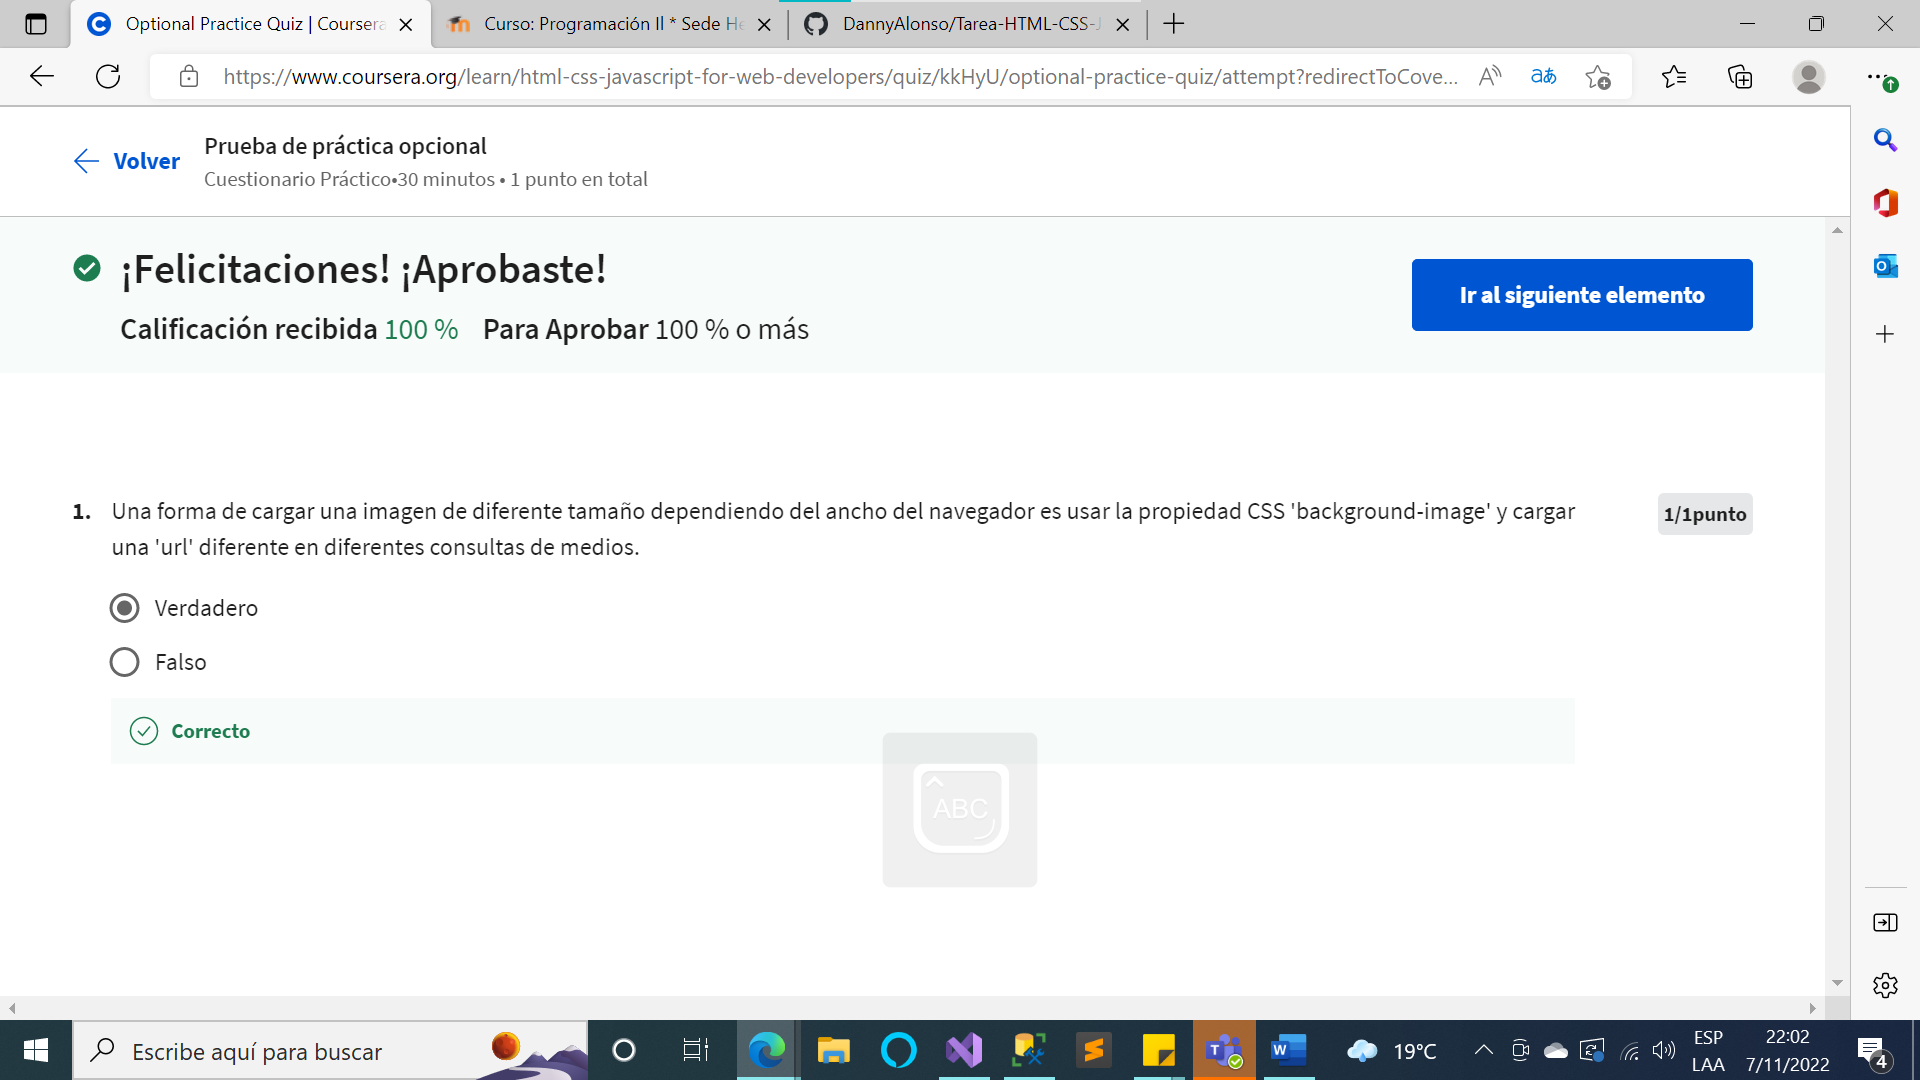 Optional Practice Quiz | Coursera
Curso: Programación II * Sede He
DannyAlonso/Tarea-HTML-CSS-J
https://www.coursera.org/learn/html-css-javascript-for-web-developers/quiz/kkHyU/optional-practice-quiz/attempt?redirectToCove...
Volver
Prueba de práctica opcional
Cuestionario Práctico•30 minutos • 1 punto en total
¡Felicitaciones! ¡Aprobaste!
Calificación recibida 100 % Para Aprobar 100 % o más
Ir al siguiente elemento
1. Una forma de cargar una imagen de diferente tamaño dependiendo del ancho del navegador es usar la propiedad CSS 'background-image' y cargar
una 'url' diferente en diferentes consultas de medios.
1/1punto
Verdadero
Falso
Correcto
ABC
Escribe aquí para buscar
19°C
ESP
LAA
22:02
7/11/2022
4